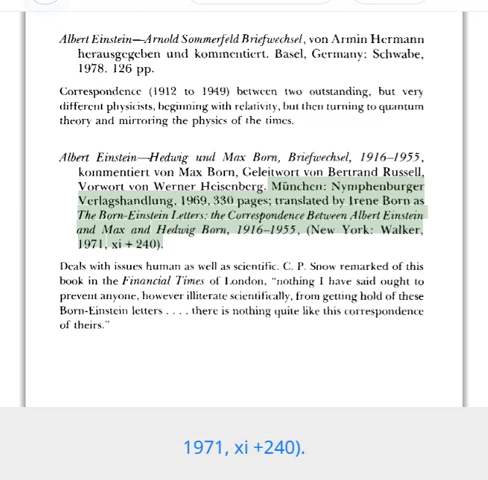 Albert Einstein—Arnold Sommerfeld Briefwechsel, von Armin Hermann
herausgegeben und kommentiert. Basel, Germany: Schwabe,
1978. 126 pp.
Correspondence (1912 to 1949) between two outstanding, but very
different physicists, beginning with relativity, but then turning to quantum
theory and mirroring the physics of the times.
Albert Einstein—Hedwig und Max Born, Briefwechsel, 1916–1955,
kommentiert von Max Born, Geleitwort von Bertrand Russell,
Vorwort von Werner Heisenberg. München: Nymphenburger
Verlagshandlung, 1969, 330 pages; translated by Irene Born as
The Born-Einstein Letters: the Correspondence Between Albert Einstein
and Max and Hedwig Born, 1916–1955, (New York: Walker,
1971, xi + 240).
Deals with issues human as well as scientific. C. P. Snow remarked of this
book in the Financial Times of London, “nothing I have said ought to
prevent anyone, however illiterate scientifically, from getting hold of these
Born-Einstein letters . . . . there is nothing quite like this correspondence
of theirs.”
1971, xi +240).